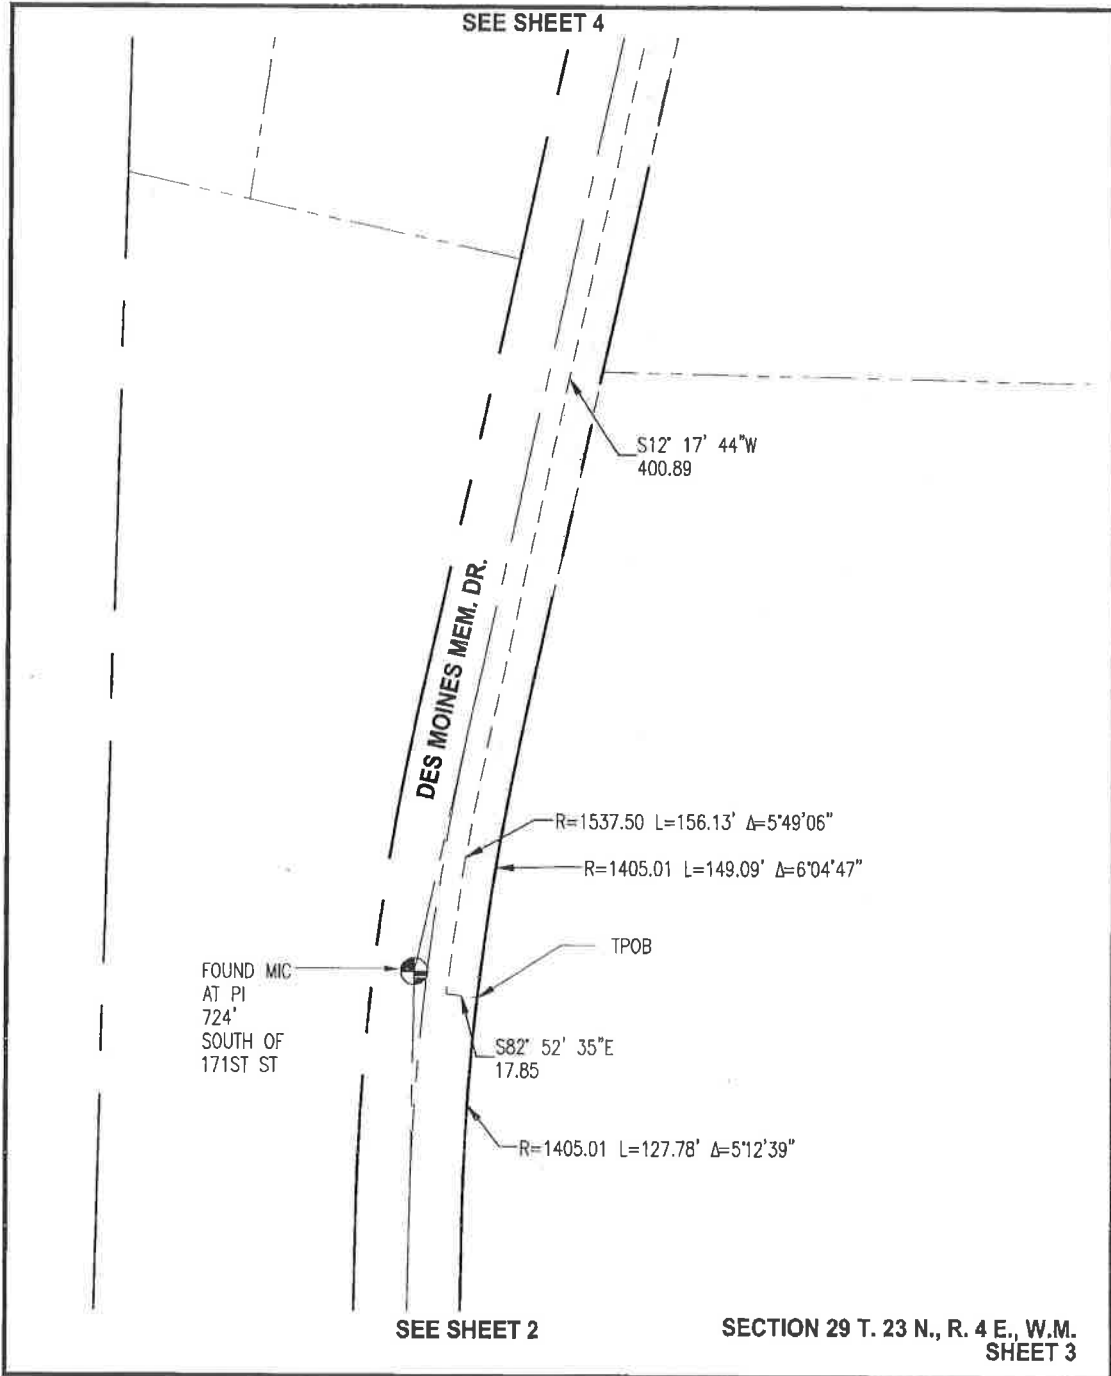 SEE SHEET 4
S12° 17' 44"W
400.89
DES MOINES MEM. DR.
R=1537.50 L=156.13' Δ=5°49'06"
R=1405.01 L=149.09' Δ=6°04'47"
TPOB
FOUND MIC
AT PI
724'
SOUTH OF
171ST ST
S82° 52' 35"E
17.85
R=1405.01 L=127.78' Δ=5°12'39"
SEE SHEET 2
SECTION 29 T. 23 N., R. 4 E., W.M.
SHEET 3